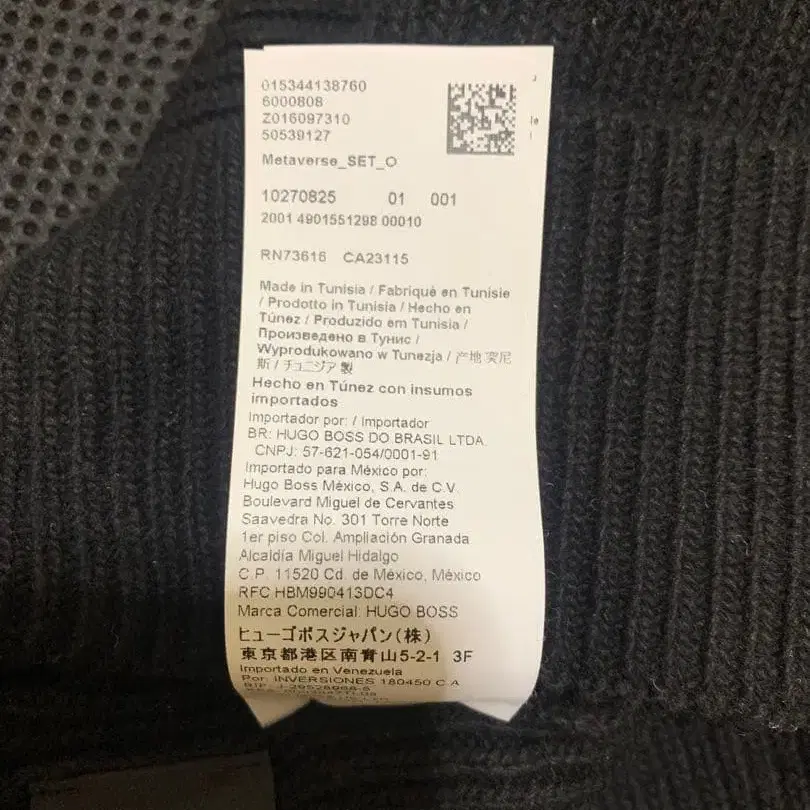 015344138760
6000808
Z016097310
50539127
Metaverse_SET_O
10270825 01 001
2001 4901551298 00010
RN73616 CA23115
Made in Tunisia / Fabriqué en Tunisie
/ Prodotto in Tunisia / Hecho en
Túnez / Produzido em Tunisia /
Произведено в Тунис /
Wyprodukowano w Tunezja / 产地 突尼
斯 / チュニジア 製
Hecho en Túnez con insumos
importados
Importador por: / Importador
BR: HUGO BOSS DO BRASIL LTDA.
CNPJ: 57-621-054/0001-91
Importado para México por:
Hugo Boss México, S.A. de C.V.
Boulevard Miguel de Cervantes
Saavedra No. 301 Torre Norte
1er piso Col. Ampliación Granada
Alcaldía Miguel Hidalgo
C.P. 11520 Cd. de México, México
RFC HBM990413DC4
Marca Comercial: HUGO BOSS
ヒューゴボスジャパン(株)
東京都港区南青山5-2-1 3F
Importado en Venezuela
Por: INVERSIONES 180450 C.A